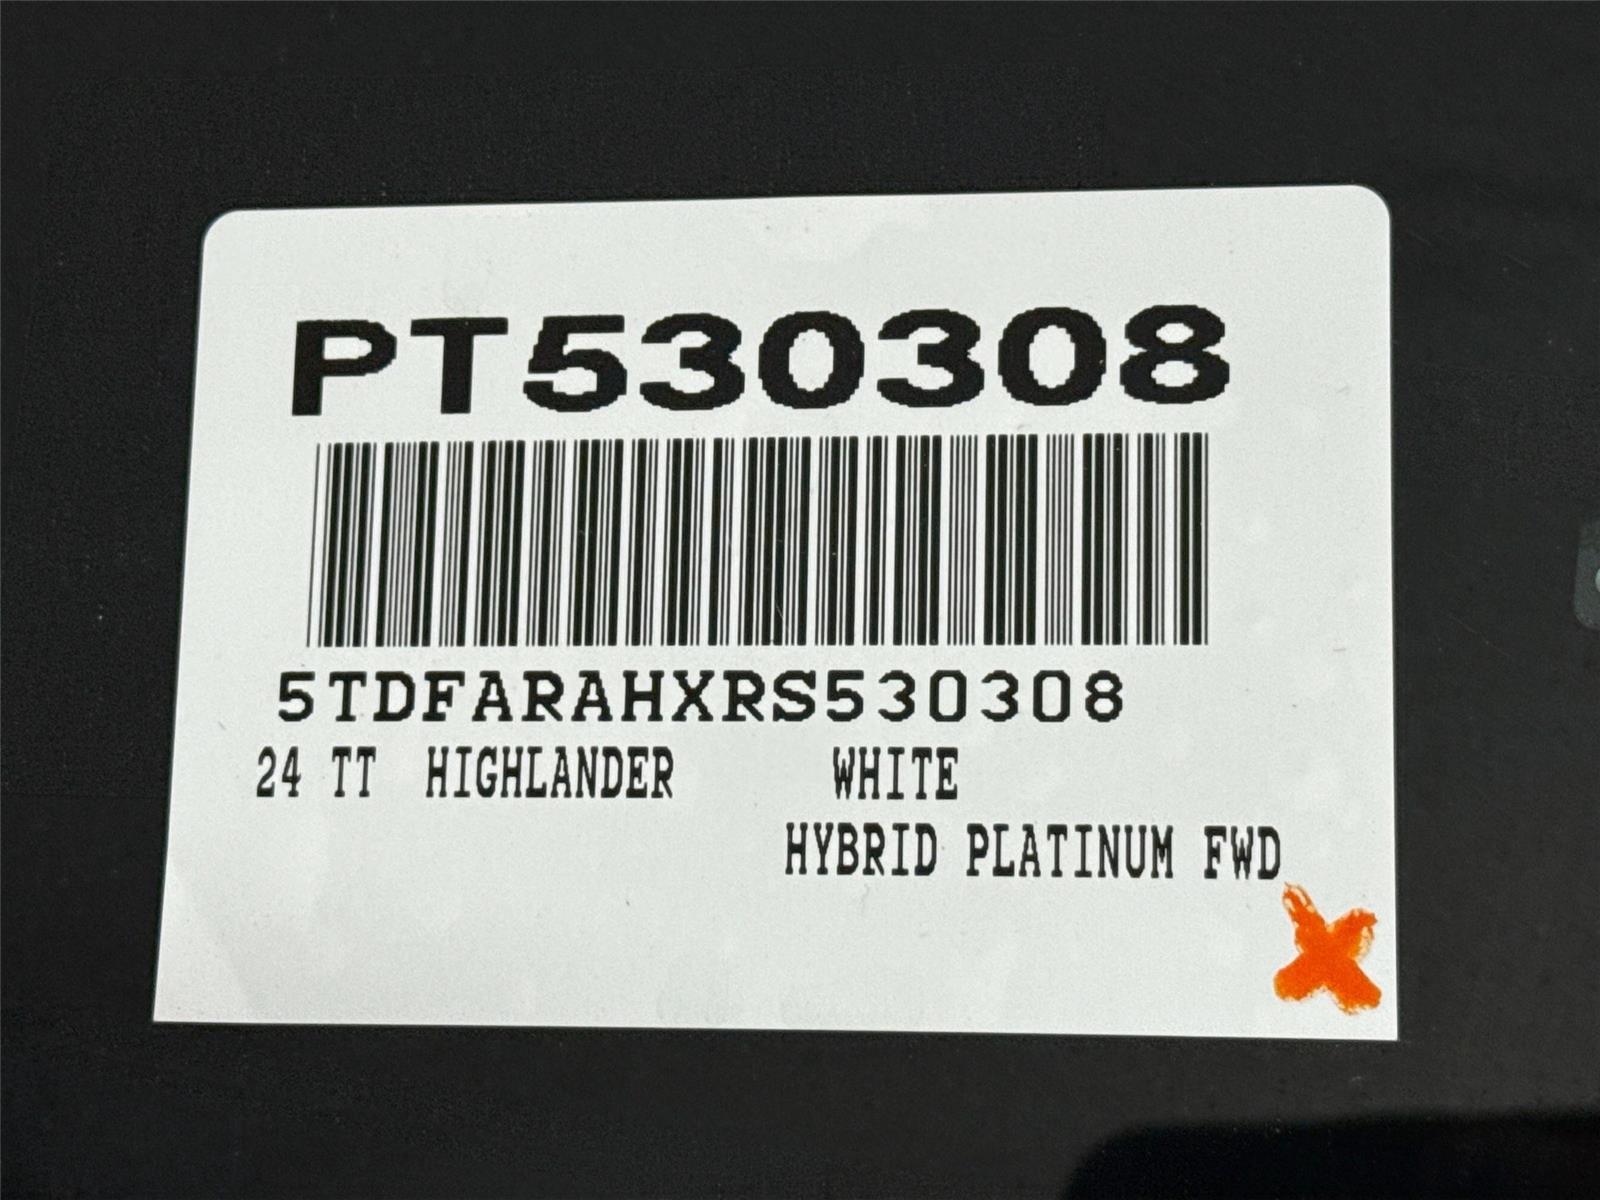 PT530308
5TDFARAHXRS530308
24 TT HIGHLANDER WHITE
HYBRID PLATINUM FWD